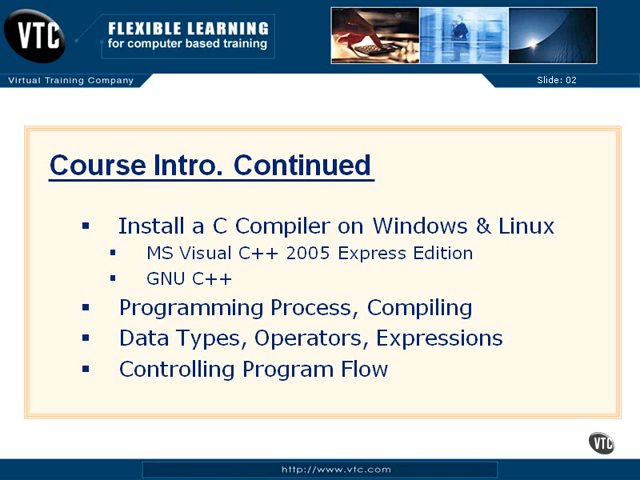 VTC
FLEXIBLE LEARNING
for computer based training
Virtual Training Company
Slide: 02
Course Intro. Continued
Install a C Compiler on Windows & Linux
MS Visual C++ 2005 Express Edition
GNU C++
Programming Process, Compiling
Data Types, Operators, Expressions
Controlling Program Flow
VTC
http://www.vtc.com